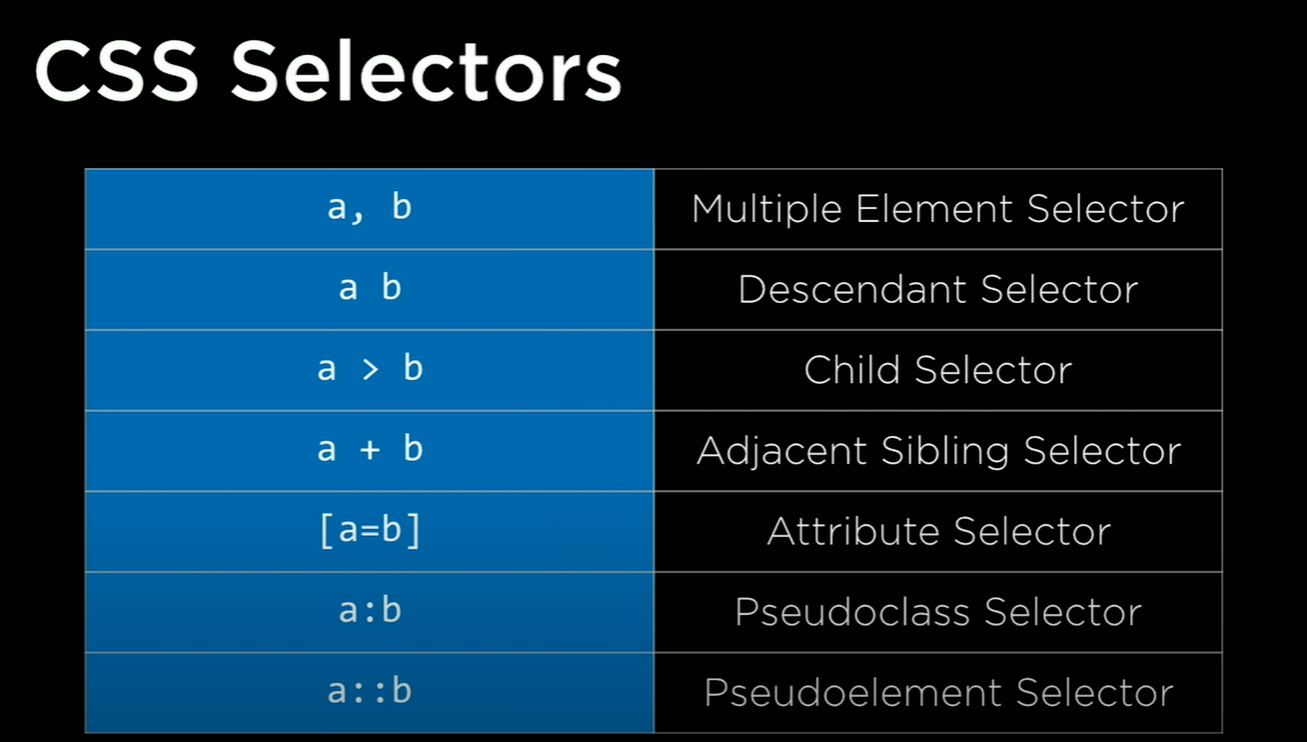 CSS Selectors
a, b Multiple Element Selector
a b Descendant Selector
a > b Child Selector
a + b Adjacent Sibling Selector
[a=b] Attribute Selector
a:b Pseudoclass Selector
a::b Pseudoelement Selector